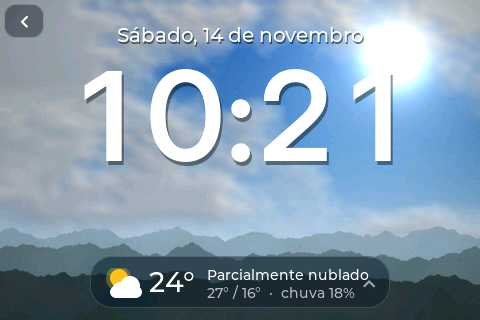 Sábado, 14 de novembro
10:21
24°
Parcialmente nublado
27° / 16° · chuva 18%